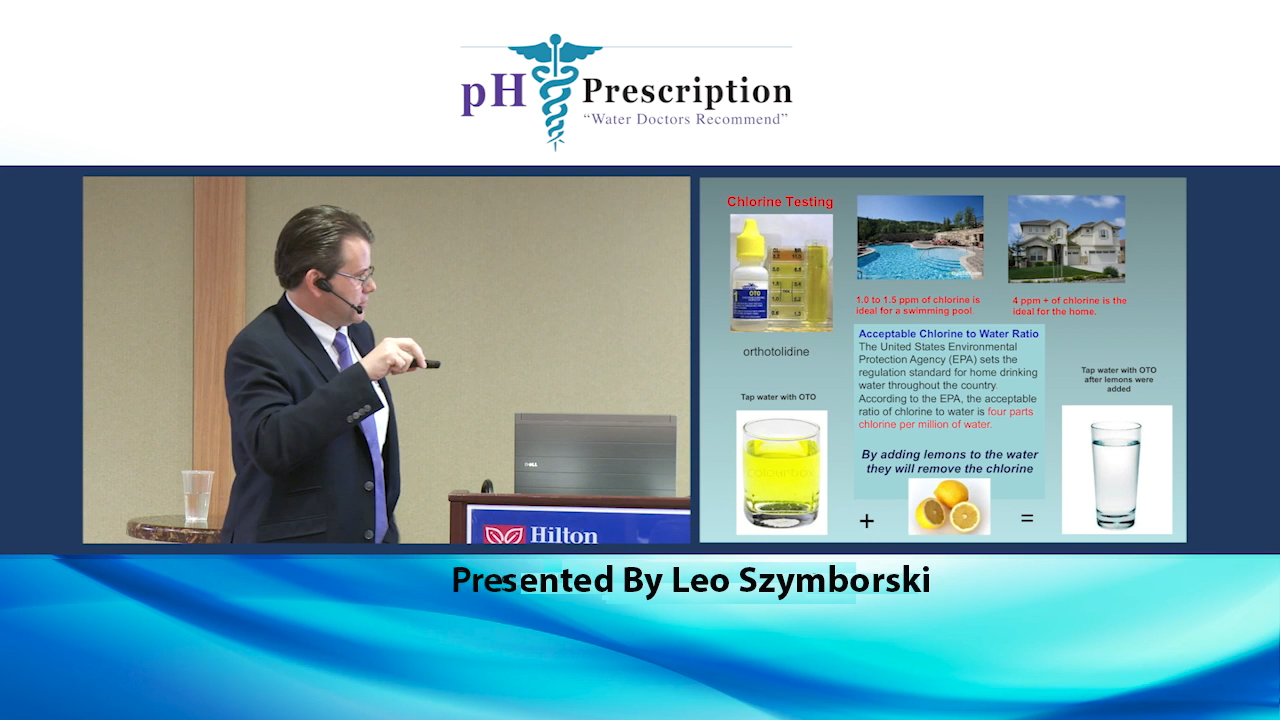 pH Prescription
“Water Doctors Recommend”
Chlorine Testing
OTO
orthotolidine
1.0 to 1.5 ppm of chlorine is
ideal for a swimming pool.
4 ppm + of chlorine is the
ideal for the home.
Acceptable Chlorine to Water Ratio
The United States Environmental
Protection Agency (EPA) sets the
regulation standard for home drinking
water throughout the country.
According to the EPA, the acceptable
ratio of chlorine to water is four parts
chlorine per million of water.
By adding lemons to the water
they will remove the chlorine
Tap water with OTO
Tap water with OTO
after lemons were
added
+
=
DELL
Hilton
Presented By Leo Szymborski